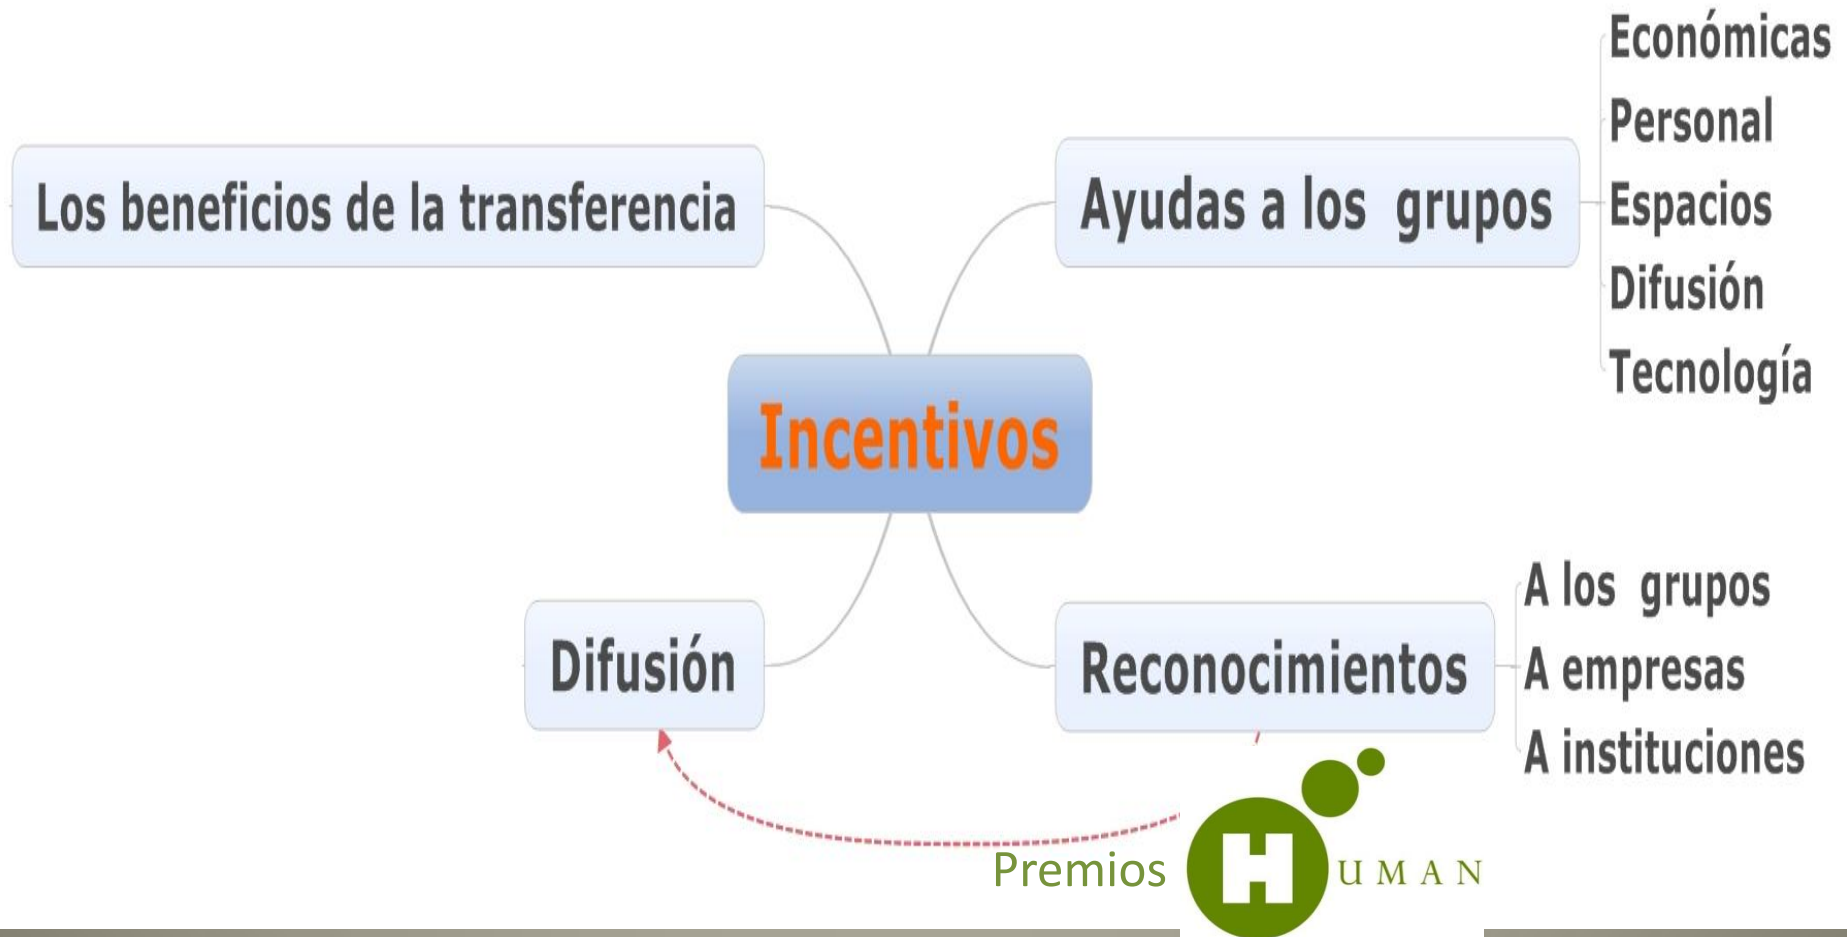 Los beneficios de la transferencia
Ayudas a los grupos
Económicas
Personal
Espacios
Difusión
Tecnología
Incentivos
Difusión
Reconocimientos
A los grupos
A empresas
A instituciones
Premios HUMAN